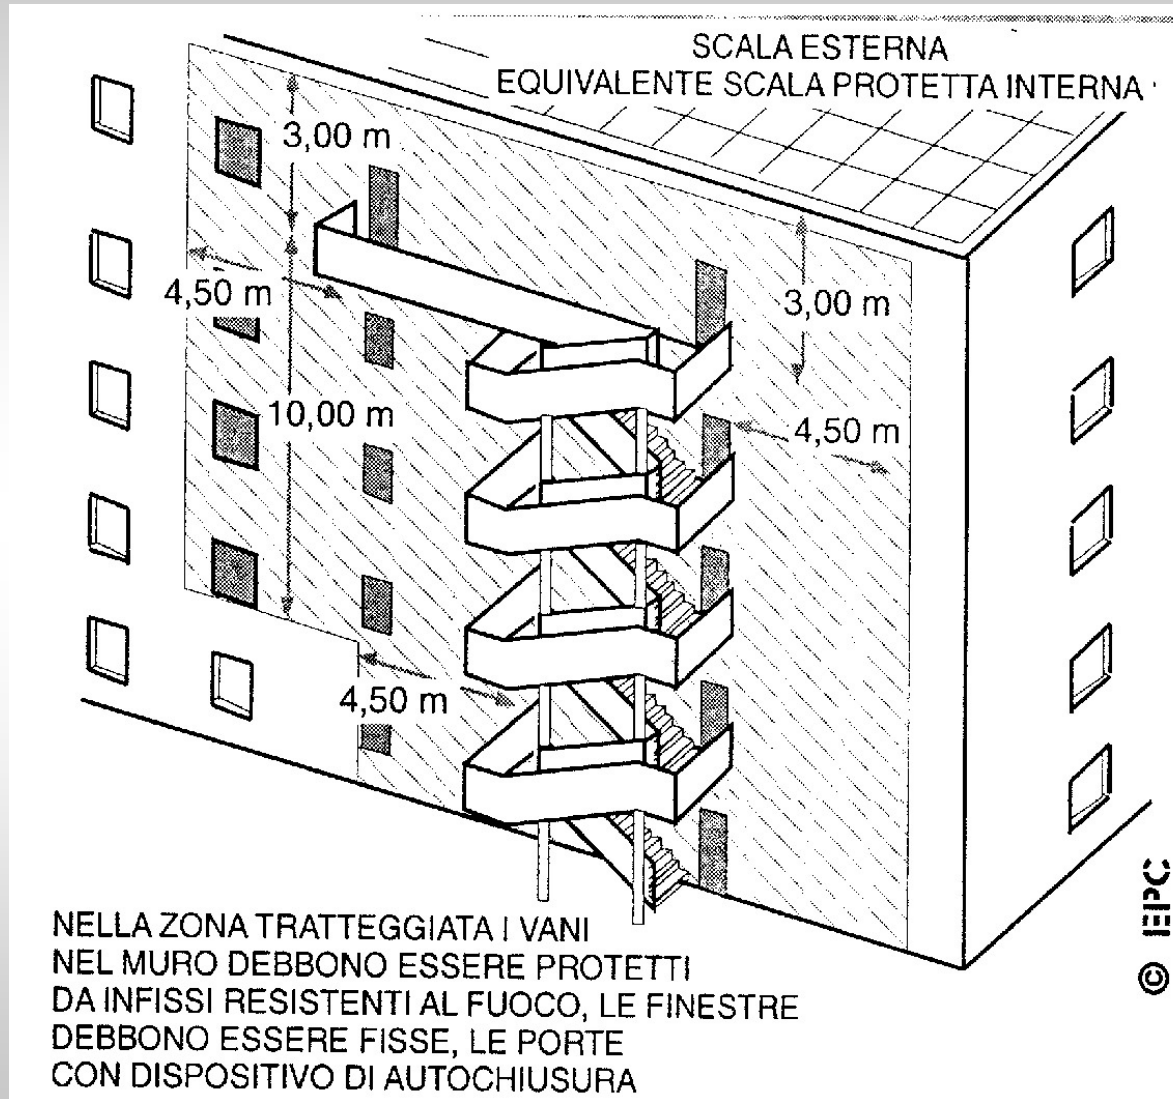 SCALA ESTERNA
EQUIVALENTE SCALA PROTETTA INTERNA
3,00 m
4,50 m
3,00 m
10,00 m
4,50 m
4,50 m
NELLA ZONA TRATTEGGIATA I VANI
NEL MURO DEBBONO ESSERE PROTETTI
DA INFISSI RESISTENTI AL FUOCO, LE FINESTRE
DEBBONO ESSERE FISSE, LE PORTE
CON DISPOSITIVO DI AUTOCHIUSURA
© EPC